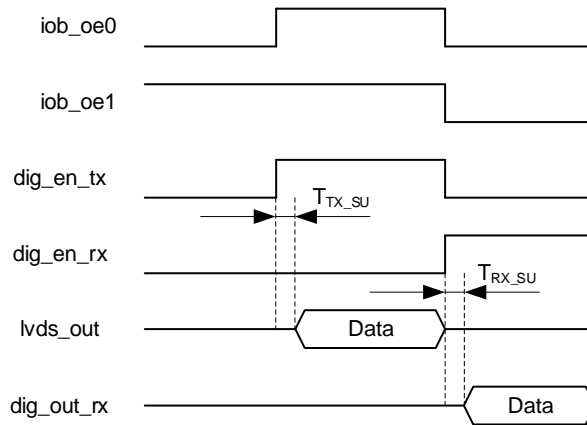 iob_oe0
iob_oe1
dig_en_tx
T_TX_SU
dig_en_rx
T_RX_SU
lvds_out
Data
dig_out_rx
Data